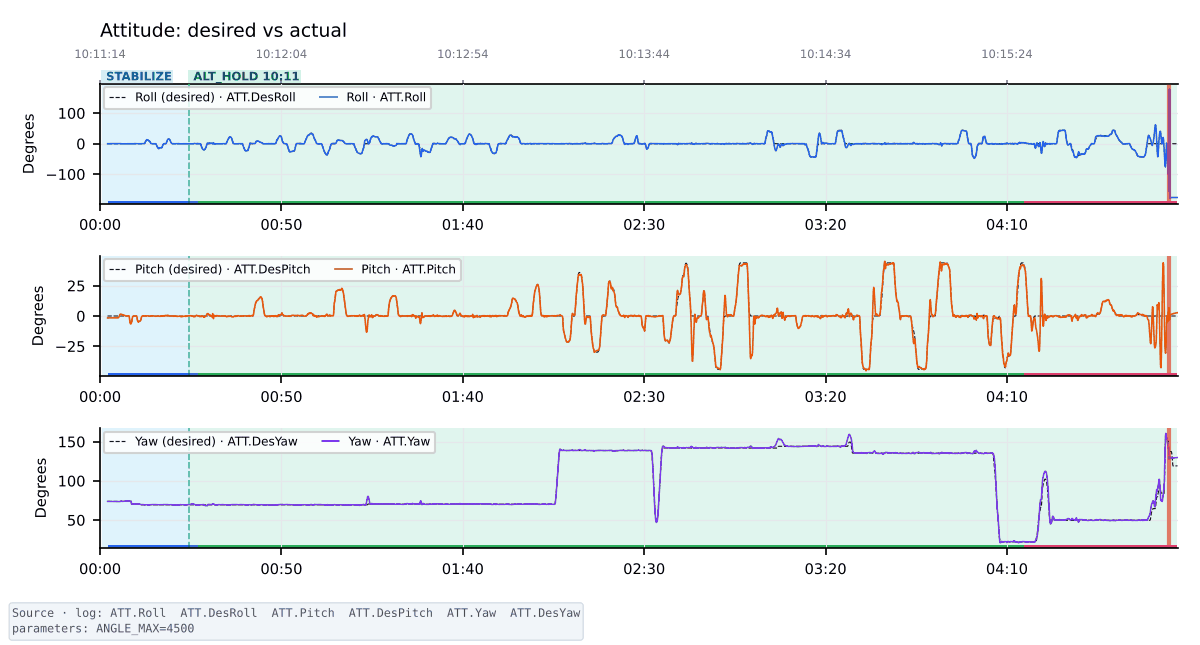 Attitude: desired vs actual
10:11:14 10:12:04 10:12:54 10:13:44 10:14:34 10:15:24
STABILIZE ALT_HOLD 10;11
Roll (desired) · ATT.DesRoll Roll · ATT.Roll
Degrees
100
0
−100
00:00 00:50 01:40 02:30 03:20 04:10
Pitch (desired) · ATT.DesPitch Pitch · ATT.Pitch
Degrees
25
0
−25
00:00 00:50 01:40 02:30 03:20 04:10
Yaw (desired) · ATT.DesYaw Yaw · ATT.Yaw
Degrees
150
100
50
00:00 00:50 01:40 02:30 03:20 04:10
Source · log: ATT.Roll ATT.DesRoll ATT.Pitch ATT.DesPitch ATT.Yaw ATT.DesYaw
parameters: ANGLE_MAX=4500